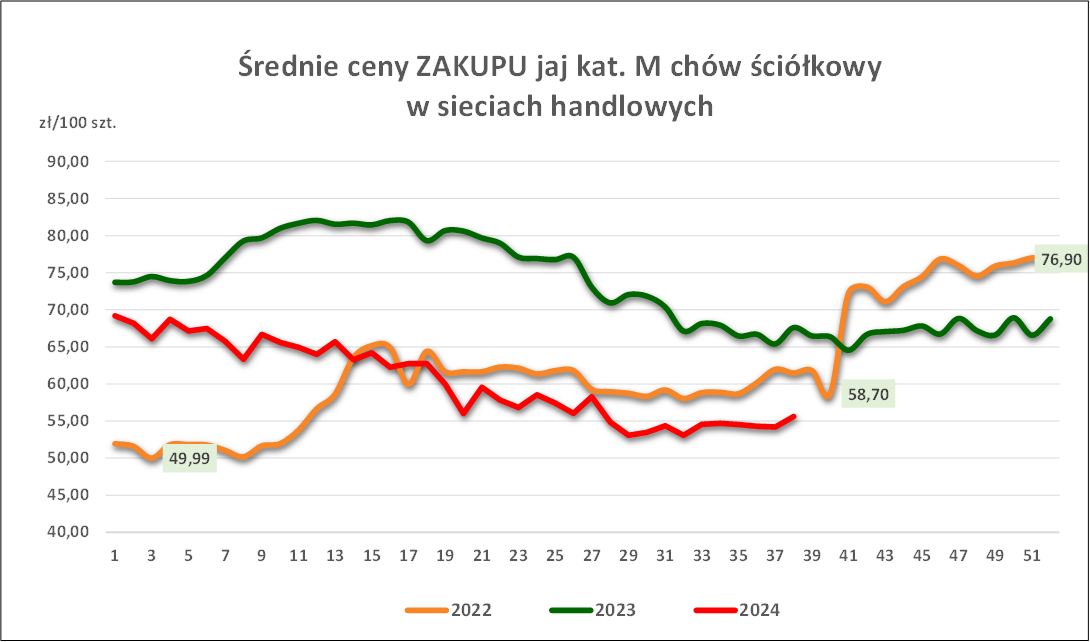 Średnie ceny ZAKUPU jaj kat. M chów ściółkowy
w sieciach handlowych
zł/100 szt.
90,00
85,00
80,00
75,00
70,00
65,00
60,00
55,00
50,00
45,00
40,00
76,90
58,70
49,99
1 3 5 7 9 11 13 15 17 19 21 23 25 27 29 31 33 35 37 39 41 43 45 47 49 51
2022 2023 2024